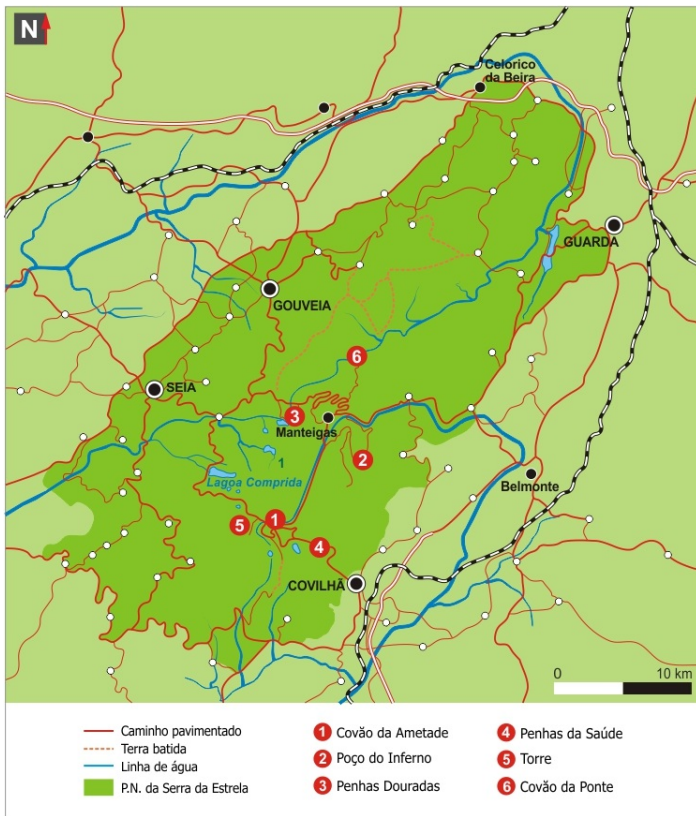 N
Celorico
da Beira
GUARDA
GOUVEIA
6
SEIA
3
Manteigas
2
1
Lagoa Comprida
Belmonte
1
5
4
COVILHÃ
0 10 km
Caminho pavimentado
Terra batida
Linha de água
P.N. da Serra da Estrela
1 Covão da Ametade
2 Poço do Inferno
3 Penhas Douradas
4 Penhas da Saúde
5 Torre
6 Covão da Ponte